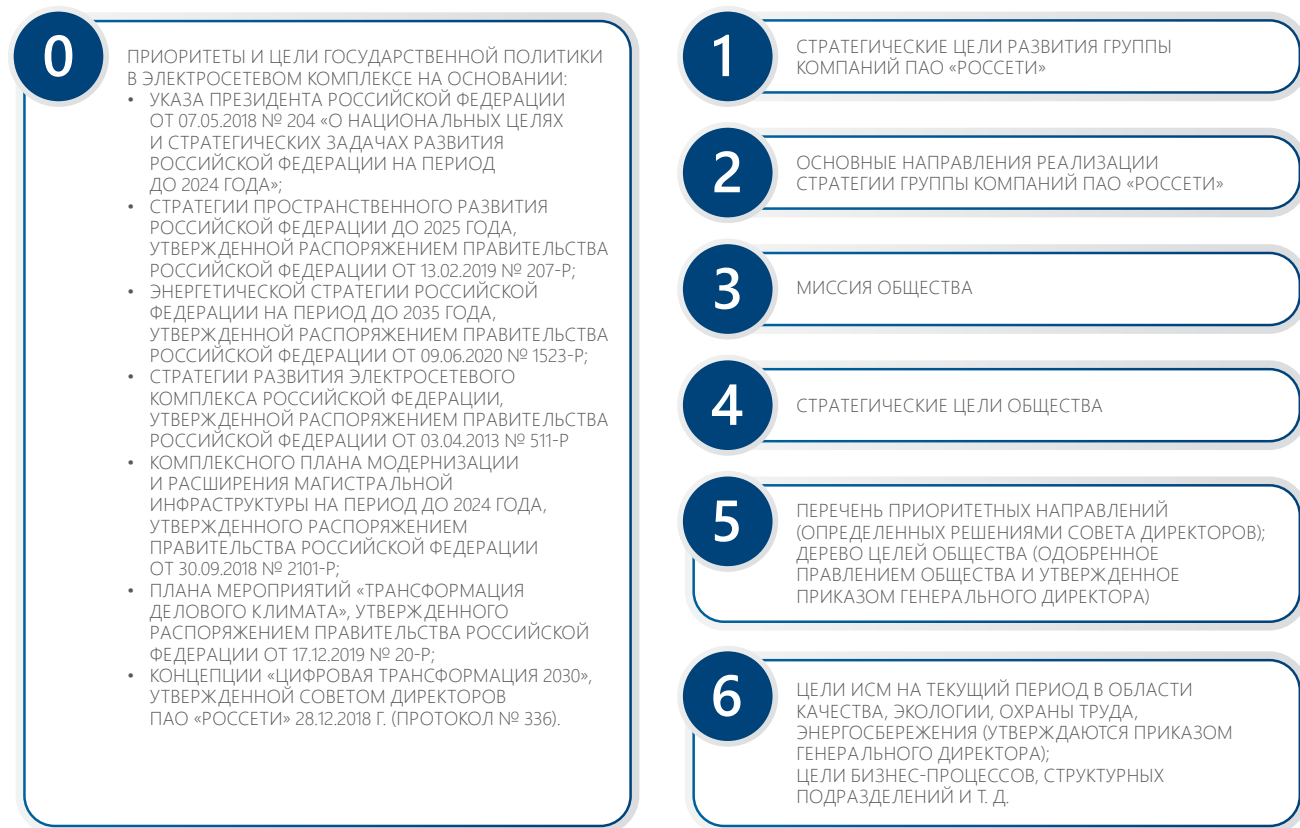 0
ПРИОРИТЕТЫ И ЦЕЛИ ГОСУДАРСТВЕННОЙ ПОЛИТИКИ
В ЭЛЕКТРОСЕТЕВОМ КОМПЛЕКСЕ НА ОСНОВАНИИ:
• УКАЗА ПРЕЗИДЕНТА РОССИЙСКОЙ ФЕДЕРАЦИИ
ОТ 07.05.2018 № 204 «О НАЦИОНАЛЬНЫХ ЦЕЛЯХ
И СТРАТЕГИЧЕСКИХ ЗАДАЧАХ РАЗВИТИЯ
РОССИЙСКОЙ ФЕДЕРАЦИИ НА ПЕРИОД
ДО 2024 ГОДА»;
• СТРАТЕГИИ ПРОСТРАНСТВЕННОГО РАЗВИТИЯ
РОССИЙСКОЙ ФЕДЕРАЦИИ ДО 2025 ГОДА,
УТВЕРЖДЕННОЙ РАСПОРЯЖЕНИЕМ ПРАВИТЕЛЬСТВА
РОССИЙСКОЙ ФЕДЕРАЦИИ ОТ 13.02.2019 № 207-Р;
• ЭНЕРГЕТИЧЕСКОЙ СТРАТЕГИИ РОССИЙСКОЙ
ФЕДЕРАЦИИ НА ПЕРИОД ДО 2035 ГОДА,
УТВЕРЖДЕННОЙ РАСПОРЯЖЕНИЕМ ПРАВИТЕЛЬСТВА
РОССИЙСКОЙ ФЕДЕРАЦИИ ОТ 09.06.2020 № 1523-Р;
• СТРАТЕГИИ РАЗВИТИЯ ЭЛЕКТРОСЕТЕВОГО
КОМПЛЕКСА РОССИЙСКОЙ ФЕДЕРАЦИИ,
УТВЕРЖДЕННОЙ РАСПОРЯЖЕНИЕМ ПРАВИТЕЛЬСТВА
РОССИЙСКОЙ ФЕДЕРАЦИИ ОТ 03.04.2013 № 511-Р
• КОМПЛЕКСНОГО ПЛАНА МОДЕРНИЗАЦИИ
И РАСШИРЕНИЯ МАГИСТРАЛЬНОЙ
ИНФРАСТРУКТУРЫ НА ПЕРИОД ДО 2024 ГОДА,
УТВЕРЖДЕННОГО РАСПОРЯЖЕНИЕМ
ПРАВИТЕЛЬСТВА РОССИЙСКОЙ ФЕДЕРАЦИИ
ОТ 30.09.2018 № 2101-Р;
• ПЛАНА МЕРОПРИЯТИЙ «ТРАНСФОРМАЦИЯ
ДЕЛОВОГО КЛИМАТА», УТВЕРЖДЕННОГО
РАСПОРЯЖЕНИЕМ ПРАВИТЕЛЬСТВА РОССИЙСКОЙ
ФЕДЕРАЦИИ ОТ 17.12.2019 № 20-Р;
• КОНЦЕПЦИИ «ЦИФРОВАЯ ТРАНСФОРМАЦИЯ 2030»,
УТВЕРЖДЕННОЙ СОВЕТОМ ДИРЕКТОРОВ
ПАО «РОССЕТИ» 28.12.2018 Г. (ПРОТОКОЛ № 336).
1
СТРАТЕГИЧЕСКИЕ ЦЕЛИ РАЗВИТИЯ ГРУППЫ
КОМПАНИЙ ПАО «РОССЕТИ»
2
ОСНОВНЫЕ НАПРАВЛЕНИЯ РЕАЛИЗАЦИИ
СТРАТЕГИИ ГРУППЫ КОМПАНИЙ ПАО «РОССЕТИ»
3
МИССИЯ ОБЩЕСТВА
4
СТРАТЕГИЧЕСКИЕ ЦЕЛИ ОБЩЕСТВА
5
ПЕРЕЧЕНЬ ПРИОРИТЕТНЫХ НАПРАВЛЕНИЙ
(ОПРЕДЕЛЕННЫХ РЕШЕНИЯМИ СОВЕТА ДИРЕКТОРОВ);
ДЕРЕВО ЦЕЛЕЙ ОБЩЕСТВА (ОДОБРЕННОЕ
ПРАВЛЕНИЕМ ОБЩЕСТВА И УТВЕРЖДЕННОЕ
ПРИКАЗОМ ГЕНЕРАЛЬНОГО ДИРЕКТОРА)
6
ЦЕЛИ ИСМ НА ТЕКУЩИЙ ПЕРИОД В ОБЛАСТИ
КАЧЕСТВА, ЭКОЛОГИИ, ОХРАНЫ ТРУДА,
ЭНЕРГОСБЕРЕЖЕНИЯ (УТВЕРЖДАЮТСЯ ПРИКАЗОМ
ГЕНЕРАЛЬНОГО ДИРЕКТОРА);
ЦЕЛИ БИЗНЕС-ПРОЦЕССОВ, СТРУКТУРНЫХ
ПОДРАЗДЕЛЕНИЙ И Т. Д.